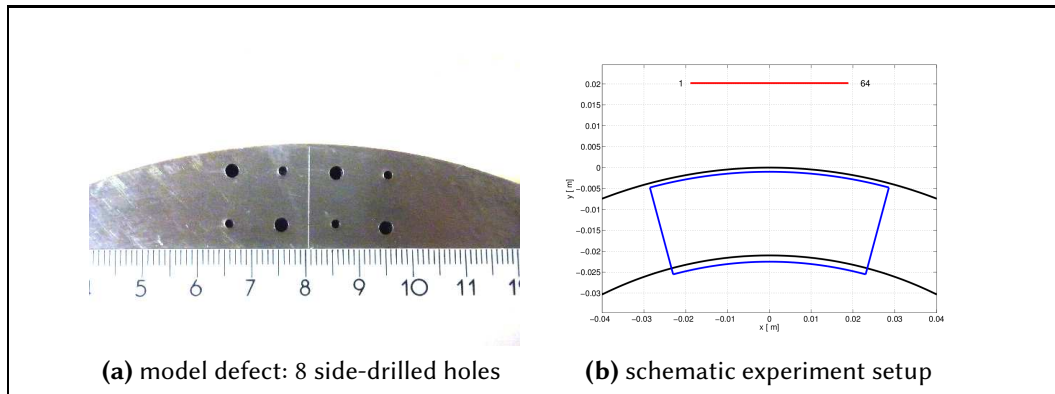 5 6 7 8 9 10 11
1 64
0.02
0.015
0.01
0.005
0
−0.005
−0.01
−0.015
−0.02
−0.025
−0.03
y [ m]
−0.04 −0.03 −0.02 −0.01 0 0.01 0.02 0.03 0.04
x [ m]
(a) model defect: 8 side-drilled holes
(b) schematic experiment setup